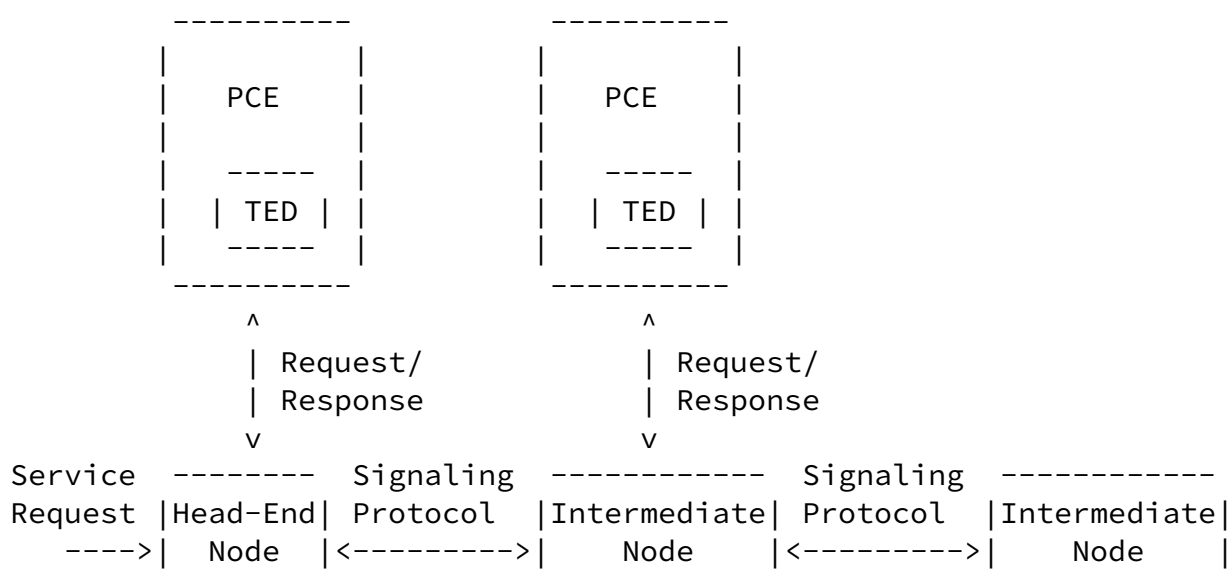 PCE PCE
TED TED
Request/ Request/
Response Response
Service Signaling Signaling
Request Head-End Protocol Intermediate Protocol Intermediate
Node Node Node